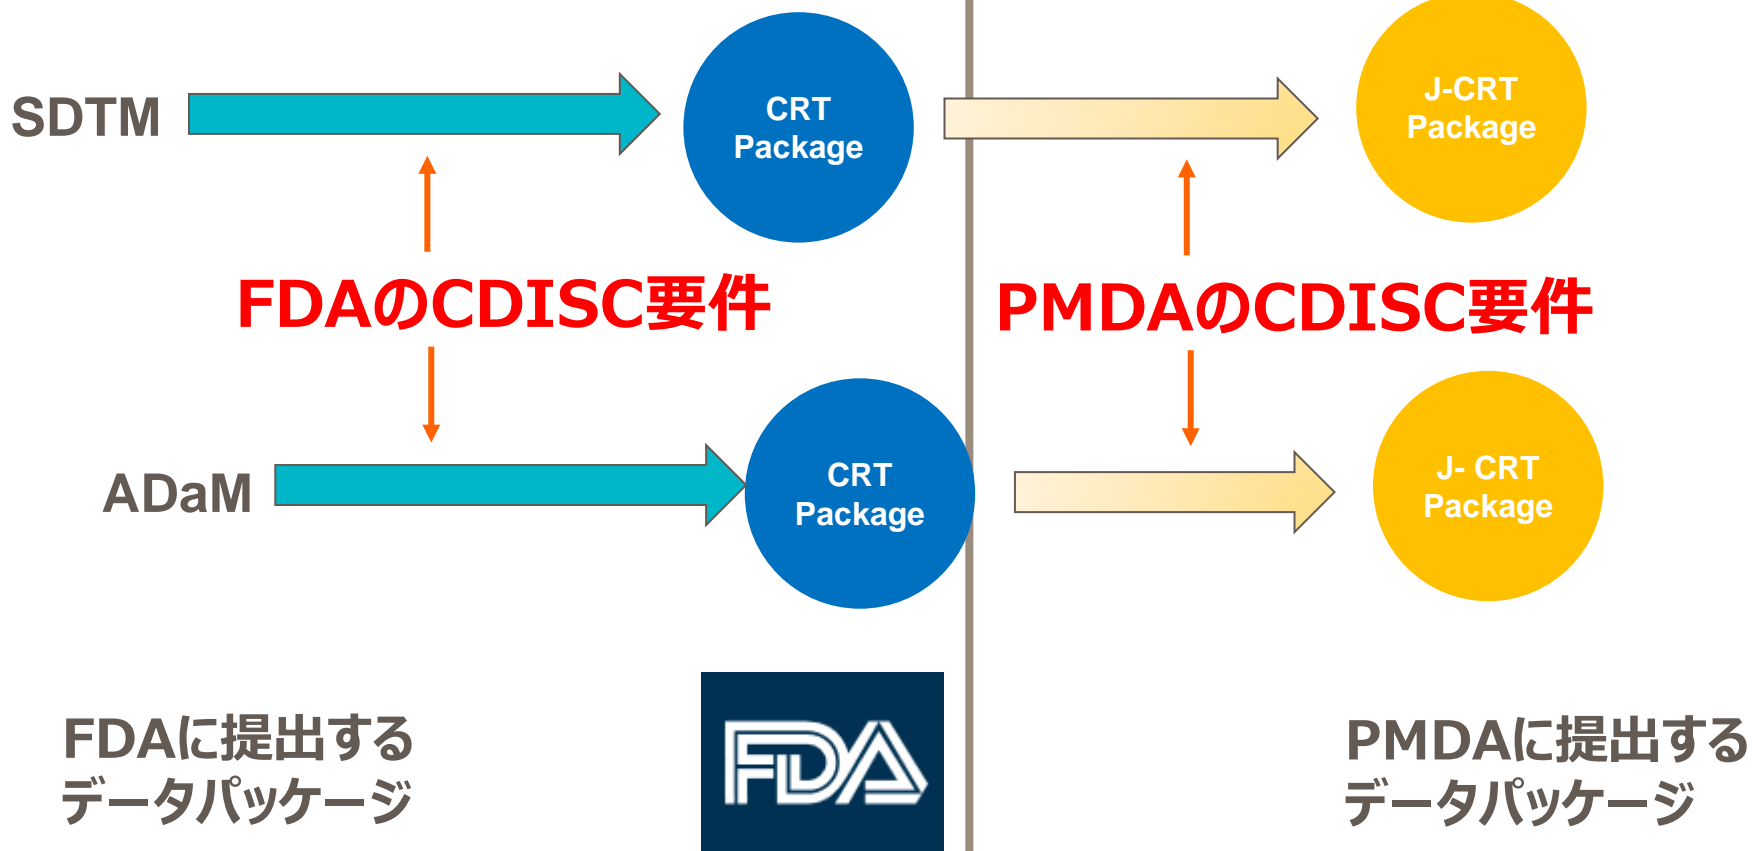 SDTM
CRT
Package
J-CRT
Package
FDAのCDISC要件
PMDAのCDISC要件
ADaM
CRT
Package
J- CRT
Package
FDAに提出する
データパッケージ
FDA
PMDAに提出する
データパッケージ